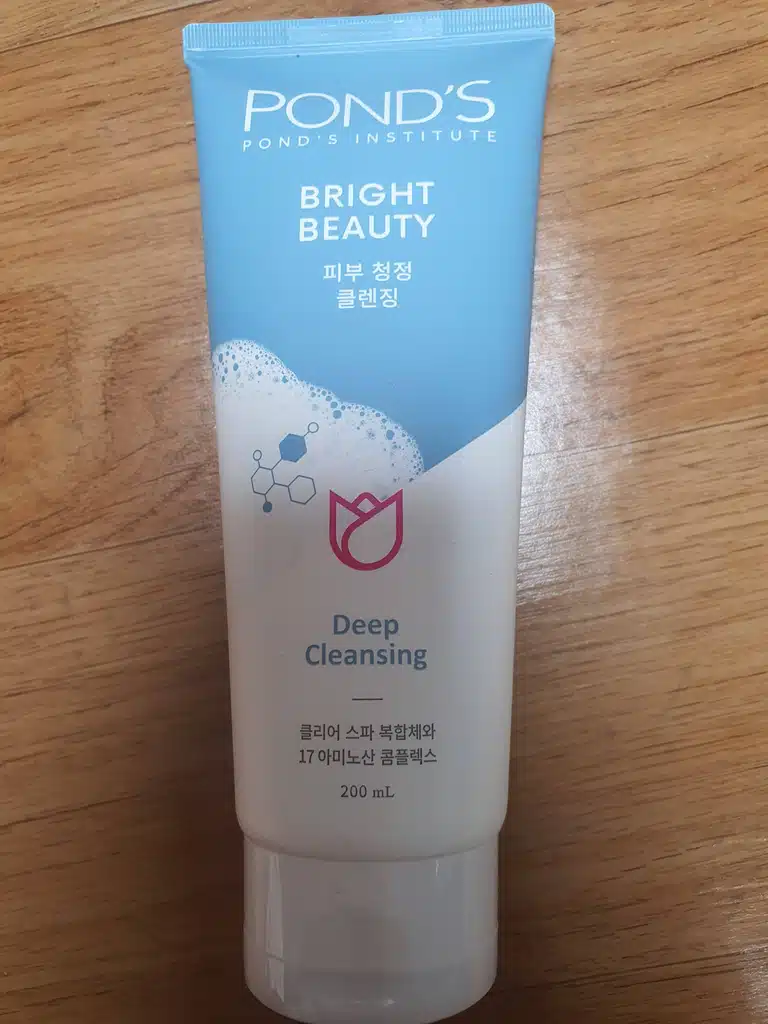 POND'S
POND'S INSTITUTE
BRIGHT
BEAUTY
피부 청정
클렌징
Deep
Cleansing
클리어 스파 복합체와
17 아미노산 콤플렉스
200 mL